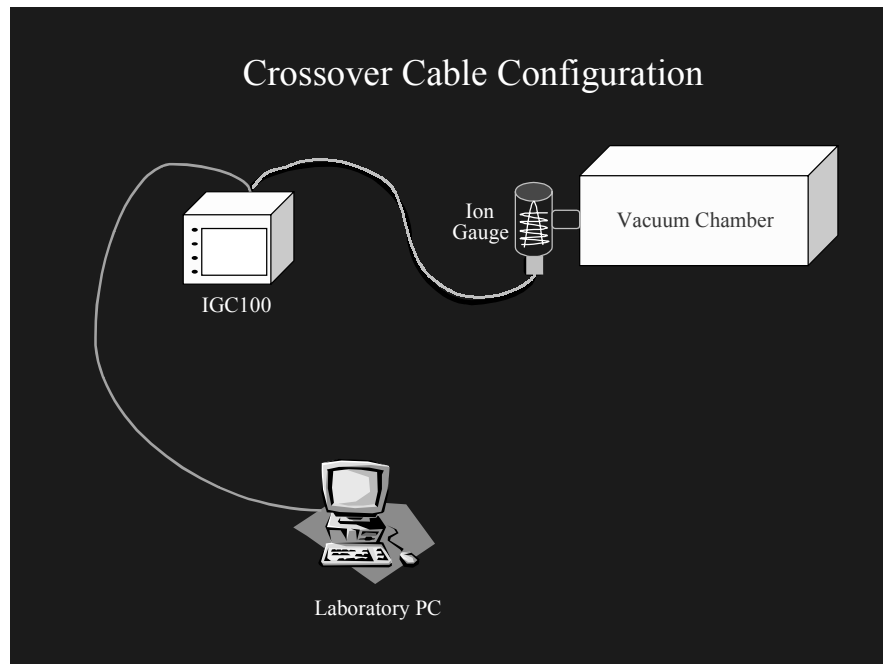 Crossover Cable Configuration
Ion
Gauge
Vacuum Chamber
IGC100
Laboratory PC